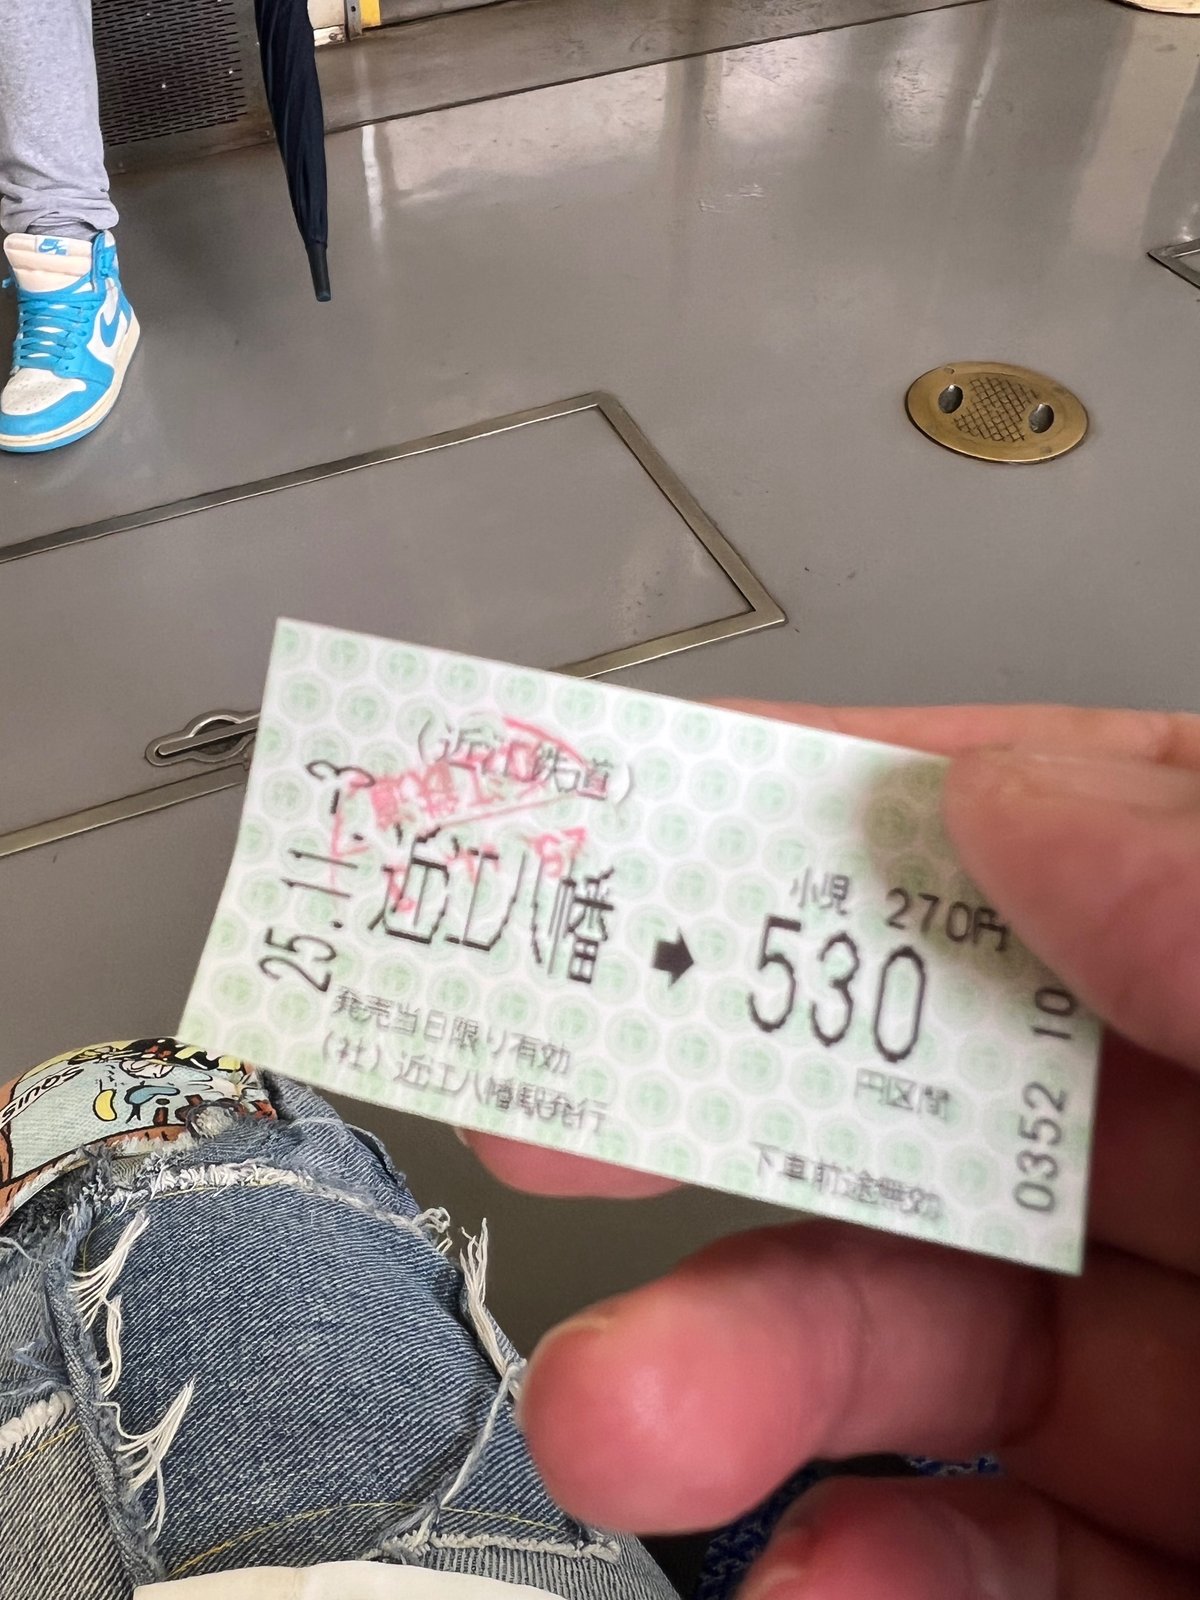 （近江鉄道）
25.11.-3
近江八幡 ➡ 530
小児 270円
円区間
発売当日限り有効
（社）近江八幡駅発行
下車前途無効
0352 10